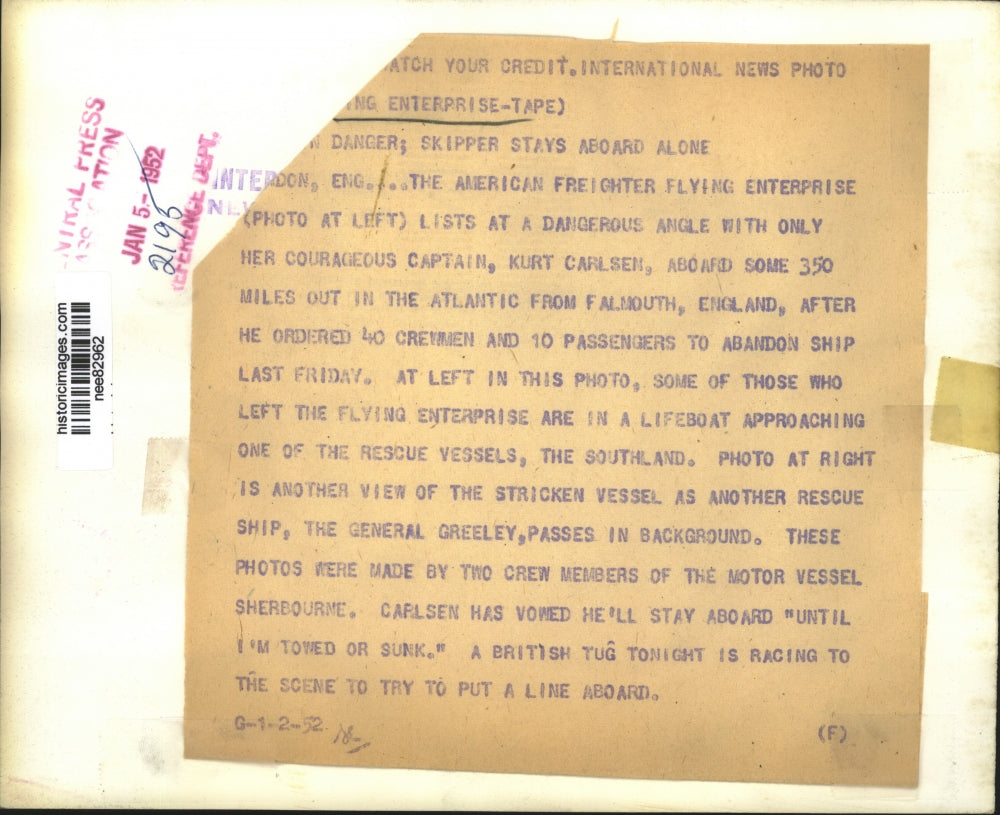 ATCH YOUR CREDIT.INTERNATIONAL NEWS PHOTO
NG ENTERPRISE-TAPE)
N DANGER; SKIPPER STAYS ABOARD ALONE
DON, ENG....THE AMERICAN FREIGHTER FLYING ENTERPRISE
(PHOTO AT LEFT) LISTS AT A DANGEROUS ANGLE WITH ONLY
HER COURAGEOUS CAPTAIN, KURT CARLSEN, ABOARD SOME 350
MILES OUT IN THE ATLANTIC FROM FALMOUTH, ENGLAND, AFTER
HE ORDERED 40 CREWMEN AND 10 PASSENGERS TO ABANDON SHIP
LAST FRIDAY. AT LEFT IN THIS PHOTO, SOME OF THOSE WHO
LEFT THE FLYING ENTERPRISE ARE IN A LIFEBOAT APPROACHING
ONE OF THE RESCUE VESSELS, THE SOUTHLAND. PHOTO AT RIGHT
IS ANOTHER VIEW OF THE STRICKEN VESSEL AS ANOTHER RESCUE
SHIP, THE GENERAL GREELEY,PASSES IN BACKGROUND. THESE
PHOTOS WERE MADE BY TWO CREW MEMBERS OF THE MOTOR VESSEL
SHERBOURNE. CARLSEN HAS VOWED HE'LL STAY ABOARD "UNTIL
I'M TOWED OR SUNK." A BRITISH TUG TONIGHT IS RACING TO
THE SCENE TO TRY TO PUT A LINE ABOARD.
G-1-2-52
(F)
INTE
NE
PRESS
JAN 5-1952
2195
REFERENCE DEPT.
historicimages.com
nee82962